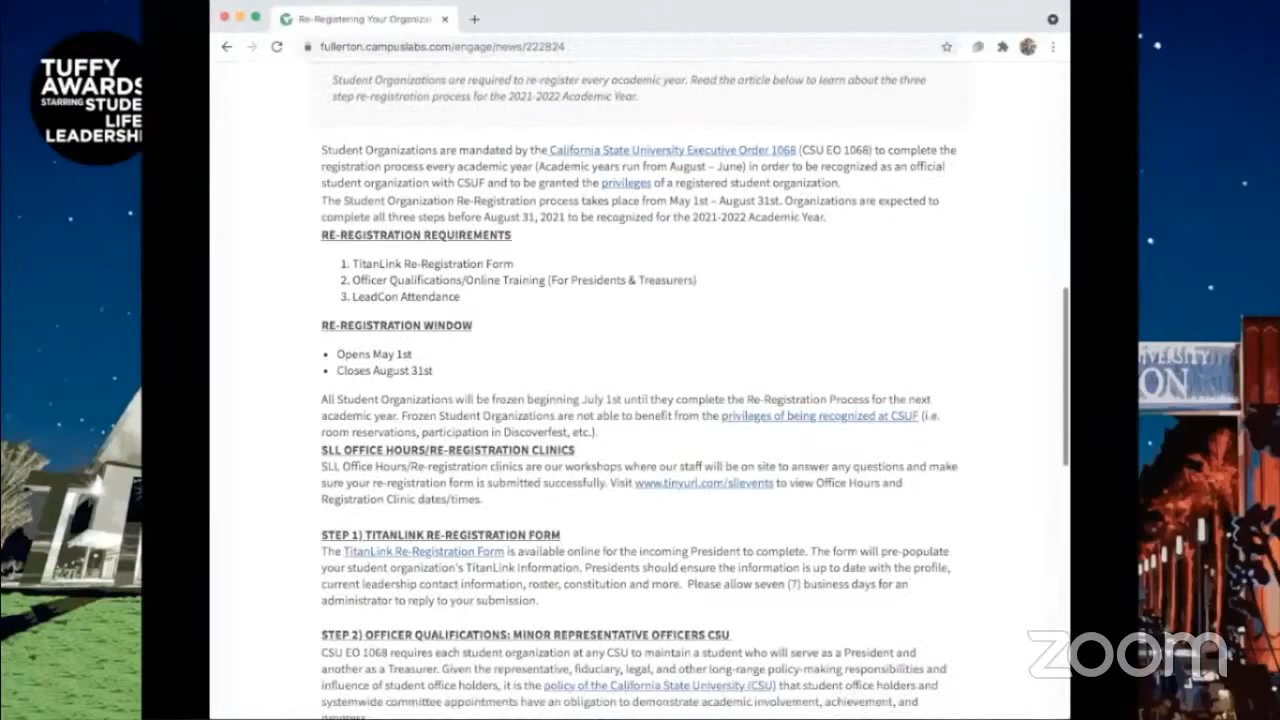 Re-Registering Your Organiza
fullerton.campuslabs.com/engage/news/222824
TUFFY
AWARDS
STARRING STUDE
LIFE
LEADERSHI
Student Organizations are required to re-register every academic year. Read the article below to learn about the three
step re-registration process for the 2021-2022 Academic Year.
Student Organizations are mandated by the California State University Executive Order 1068 (CSU EO 1068) to complete the
registration process every academic year (Academic years run from August – June) in order to be recognized as an official
student organization with CSUF and to be granted the privileges of a registered student organization.
The Student Organization Re-Registration process takes place from May 1st – August 31st. Organizations are expected to
complete all three steps before August 31, 2021 to be recognized for the 2021-2022 Academic Year.
RE-REGISTRATION REQUIREMENTS
1. TitanLink Re-Registration Form
2. Officer Qualifications/Online Training (For Presidents & Treasurers)
3. LeadCon Attendance
RE-REGISTRATION WINDOW
• Opens May 1st
• Closes August 31st
All Student Organizations will be frozen beginning July 1st until they complete the Re-Registration Process for the next
academic year. Frozen Student Organizations are not able to benefit from the privileges of being recognized at CSUF (i.e.
room reservations, participation in Discoverfest, etc.).
SLL OFFICE HOURS/RE-REGISTRATION CLINICS
SLL Office Hours/Re-registration clinics are our workshops where our staff will be on site to answer any questions and make
sure your re-registration form is submitted successfully. Visit www.tinyurl.com/sllevents to view Office Hours and
Registration Clinic dates/times.
STEP 1) TITANLINK RE-REGISTRATION FORM
The TitanLink Re-Registration Form is available online for the incoming President to complete. The form will pre-populate
your student organization's TitanLink Information. Presidents should ensure the information is up to date with the profile,
current leadership contact information, roster, constitution and more. Please allow seven (7) business days for an
administrator to reply to your submission.
STEP 2) OFFICER QUALIFICATIONS: MINOR REPRESENTATIVE OFFICERS CSU
CSU EO 1068 requires each student organization at any CSU to maintain a student who will serve as a President and
another as a Treasurer. Given the representative, fiduciary, legal, and other long-range policy-making responsibilities and
influence of student office holders, it is the policy of the California State University (CSU) that student office holders and
systemwide committee appointments have an obligation to demonstrate academic involvement, achievement, and
IVERSITY
ON
zoom